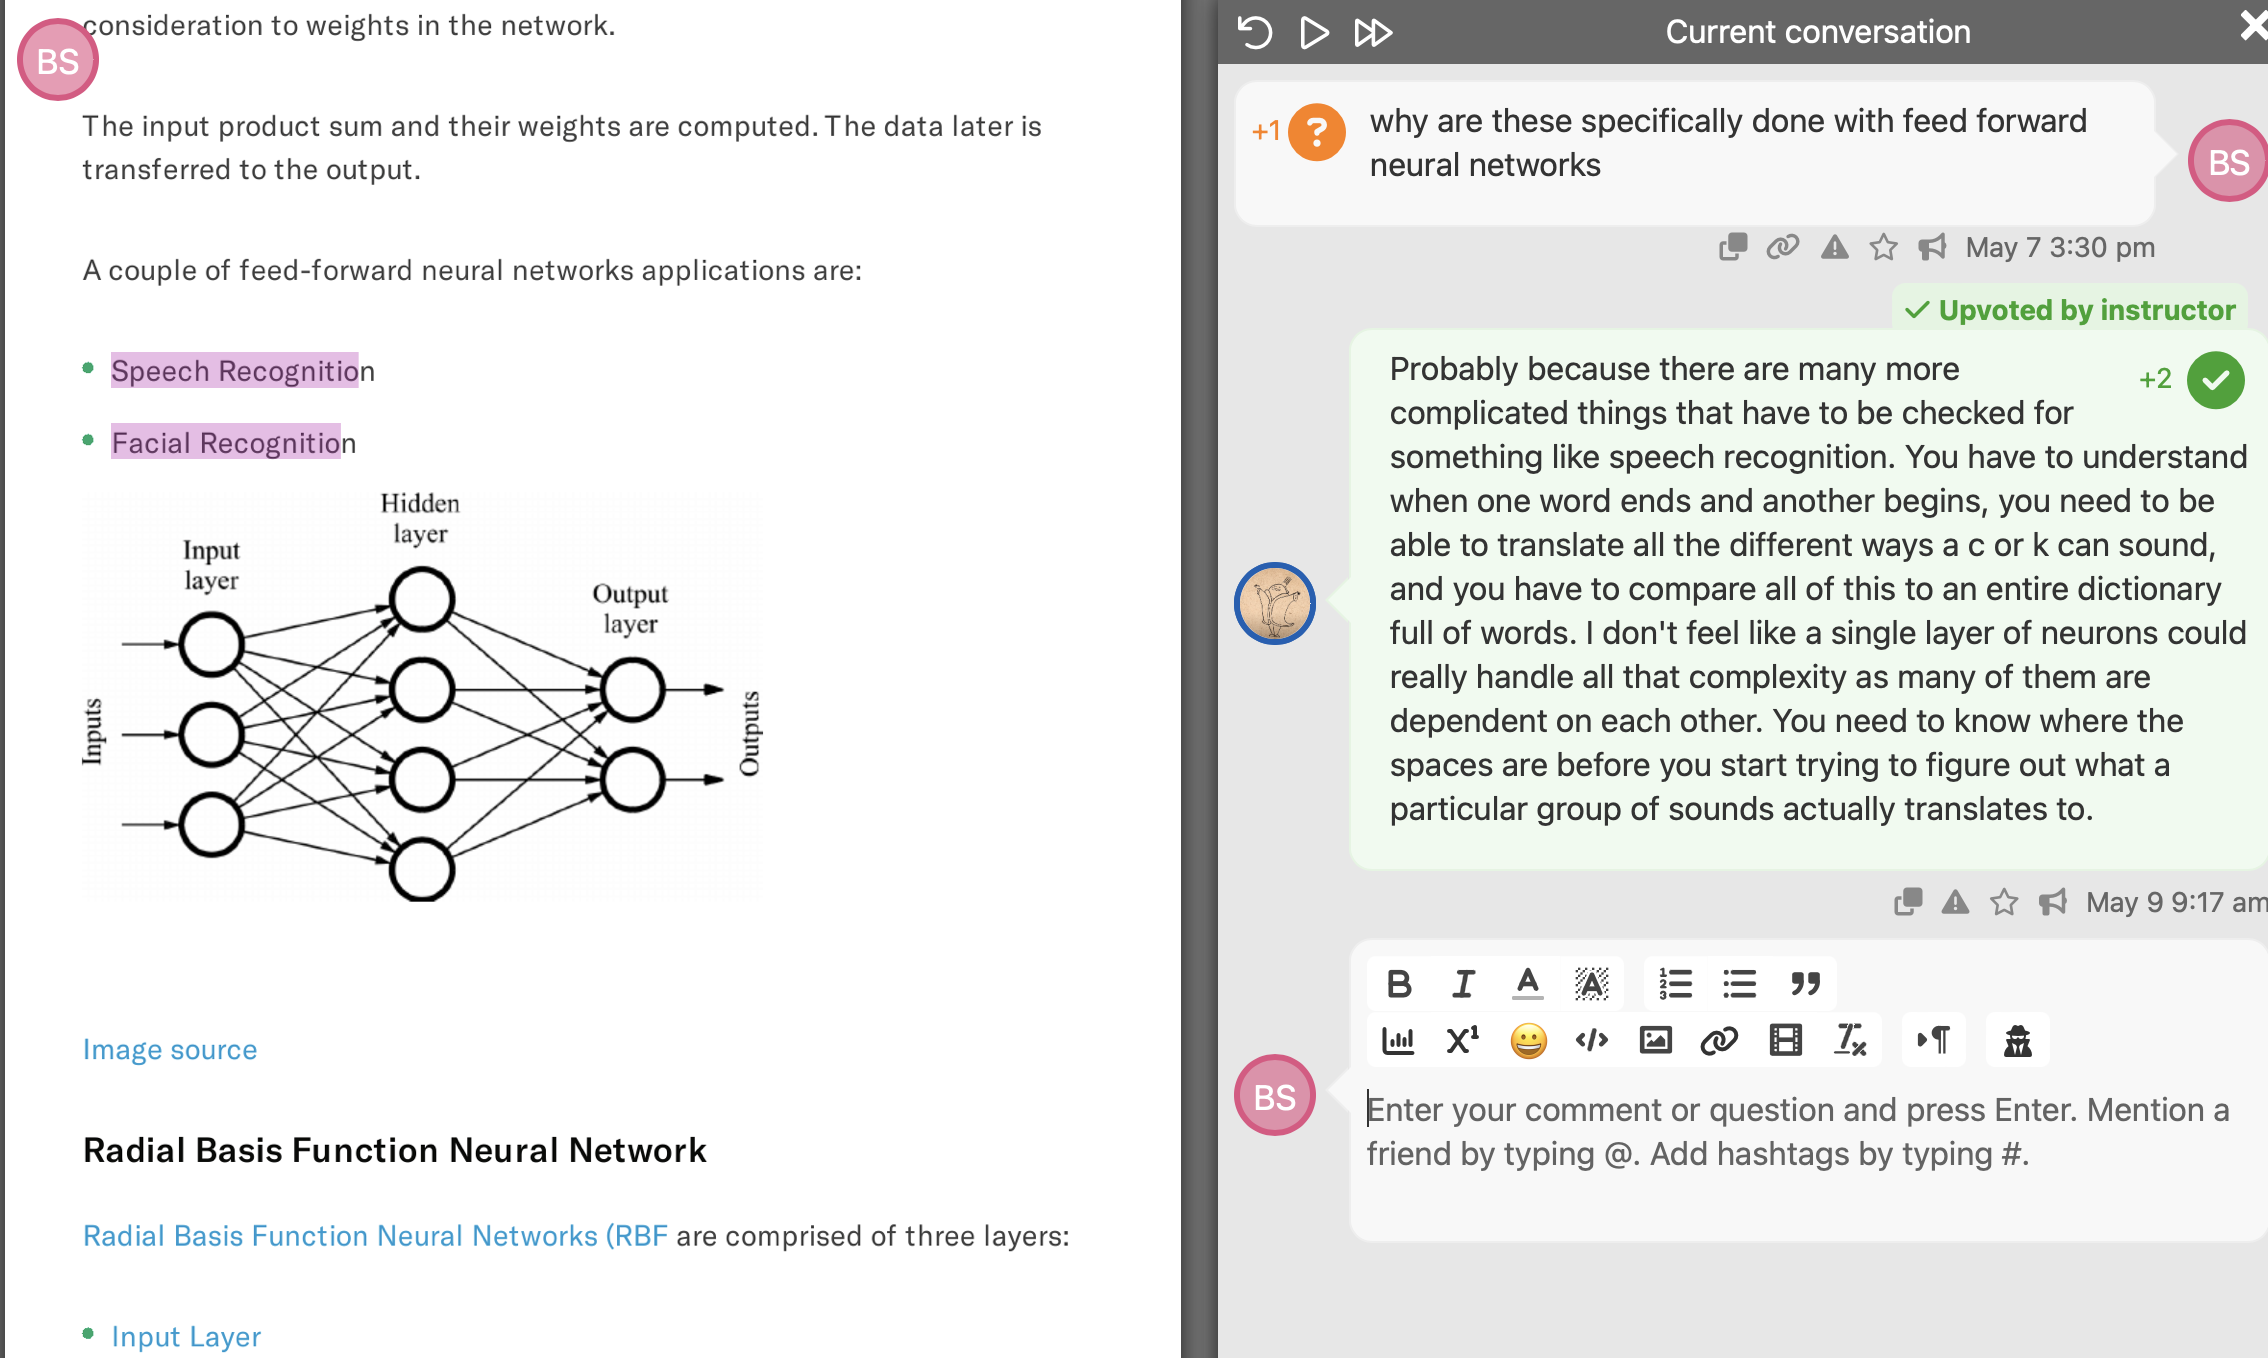 consideration to weights in the network.
BS
The input product sum and their weights are computed. The data later is
transferred to the output.
A couple of feed-forward neural networks applications are:
Speech Recognition
Facial Recognition
Hidden
layer
Input
layer
Output
layer
Inputs
Outputs
Image source
Radial Basis Function Neural Network
Radial Basis Function Neural Networks (RBF are comprised of three layers:
Input Layer
Current conversation
+1 ? why are these specifically done with feed forward
neural networks
BS
May 7 3:30 pm
Upvoted by instructor
Probably because there are many more
+2
complicated things that have to be checked for
something like speech recognition. You have to understand
when one word ends and another begins, you need to be
able to translate all the different ways a c or k can sound,
and you have to compare all of this to an entire dictionary
full of words. I don't feel like a single layer of neurons could
really handle all that complexity as many of them are
dependent on each other. You need to know where the
spaces are before you start trying to figure out what a
particular group of sounds actually translates to.
May 9 9:17 am
BS
Enter your comment or question and press Enter. Mention a
friend by typing @. Add hashtags by typing #.